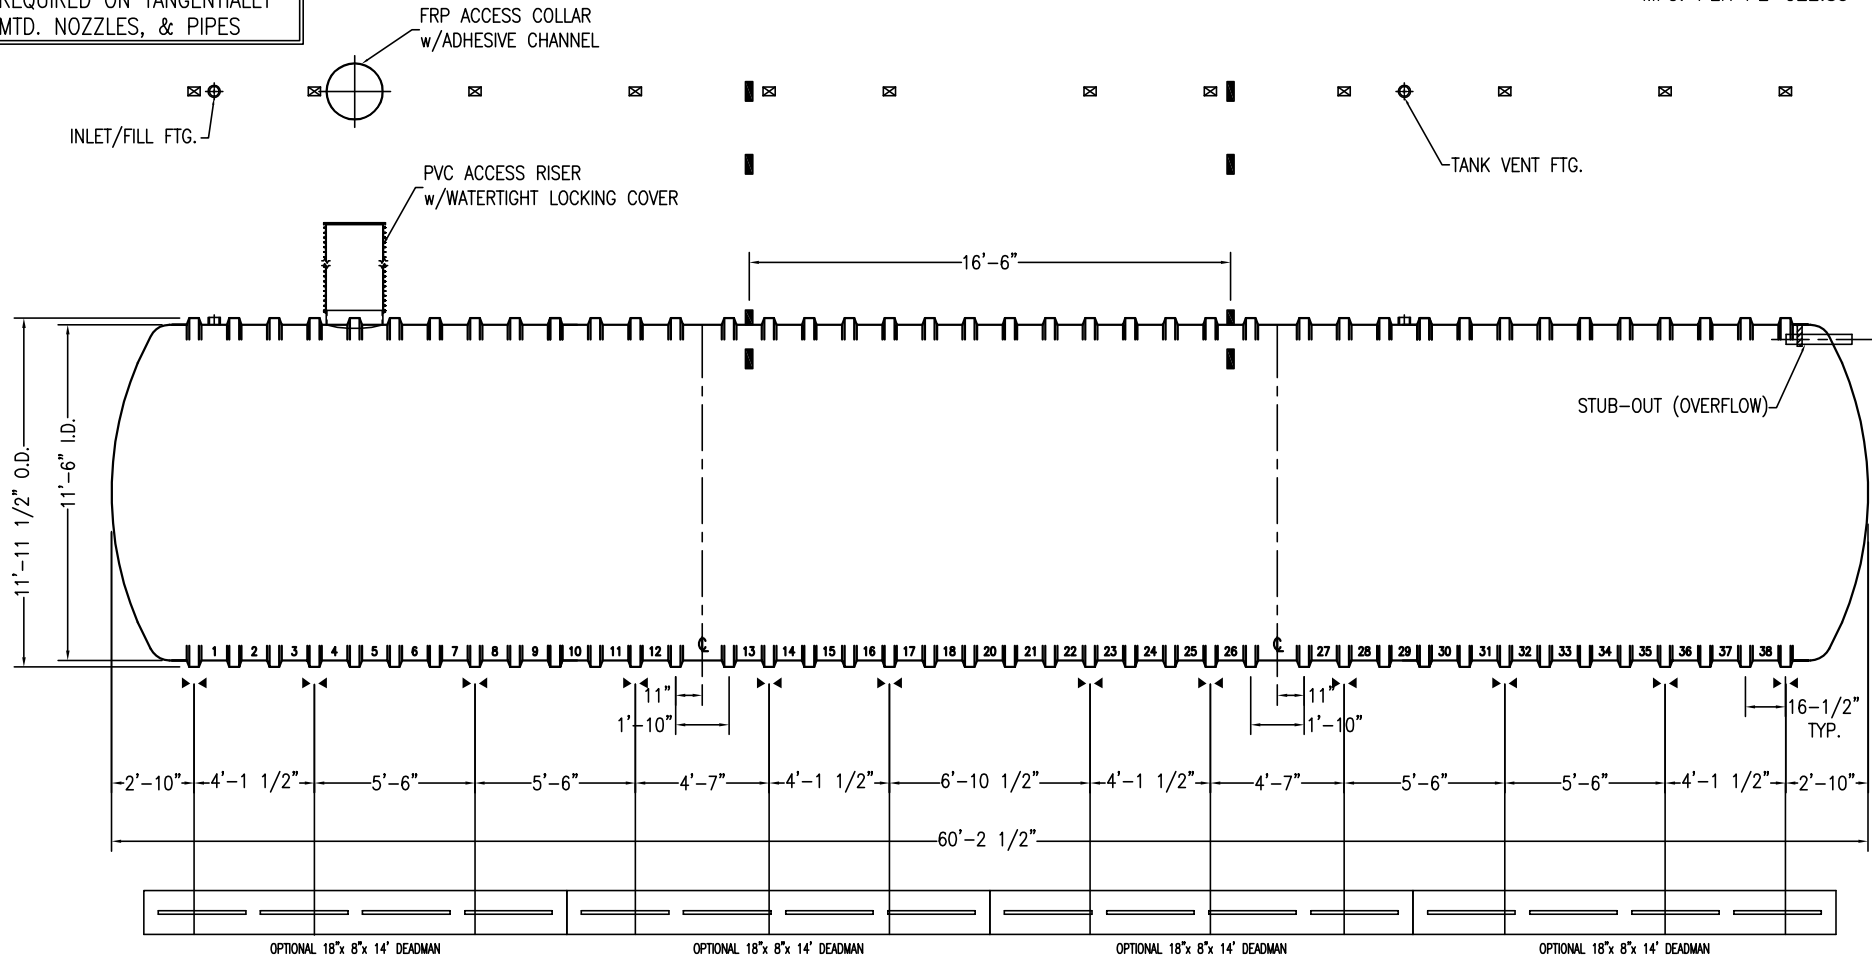 MTD. NOZZLES, & PIPES
FRP ACCESS COLLAR
w/ADHESIVE CHANNEL
INLET/FILL FTG.
TANK VENT FTG.
PVC ACCESS RISER
w/WATERTIGHT LOCKING COVER
16'-6"
STUB-OUT (OVERFLOW)
11'-11 1/2" O.D.
11'-6" I.D.
1 2 3 4 5 6 7 8 9 10 11 12 ℄ 13 14 15 16 17 18 19 20 21 22 23 24 25 26 ℄ 27 28 29 30 31 32 33 34 35 36 37 38
11"
11"
1'-10"
1'-10"
16-1/2"
TYP.
2'-10" 4'-1 1/2" 5'-6" 5'-6" 4'-7" 4'-1 1/2" 6'-10 1/2" 4'-1 1/2" 4'-7" 5'-6" 5'-6" 4'-1 1/2" 2'-10"
60'-2 1/2"
OPTIONAL 18"x 8"x 14' DEADMAN
OPTIONAL 18"x 8"x 14' DEADMAN
OPTIONAL 18"x 8"x 14' DEADMAN
OPTIONAL 18"x 8"x 14' DEADMAN